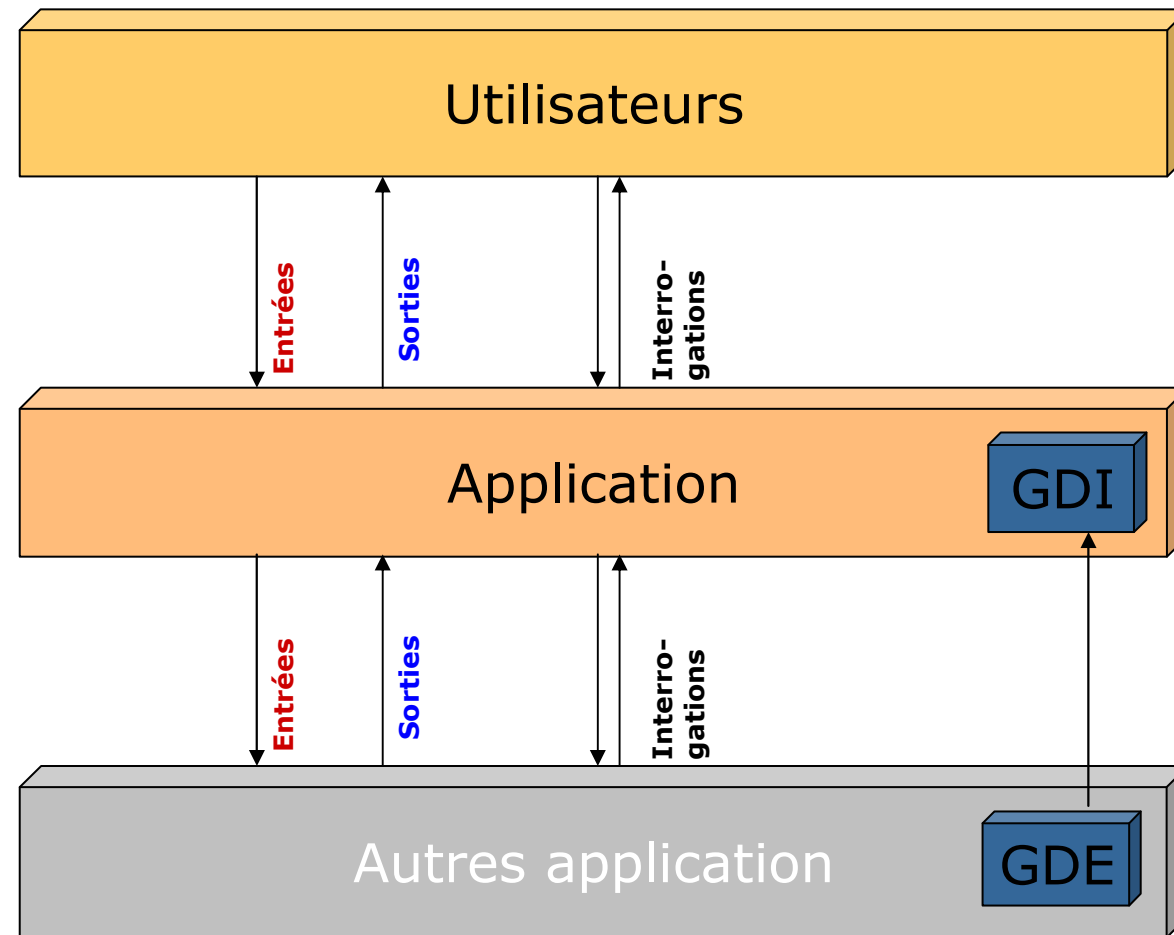 Utilisateurs
Entrées
Sorties
Interro-
gations
Application
GDI
Entrées
Sorties
Interro-
gations
Autres application
GDE